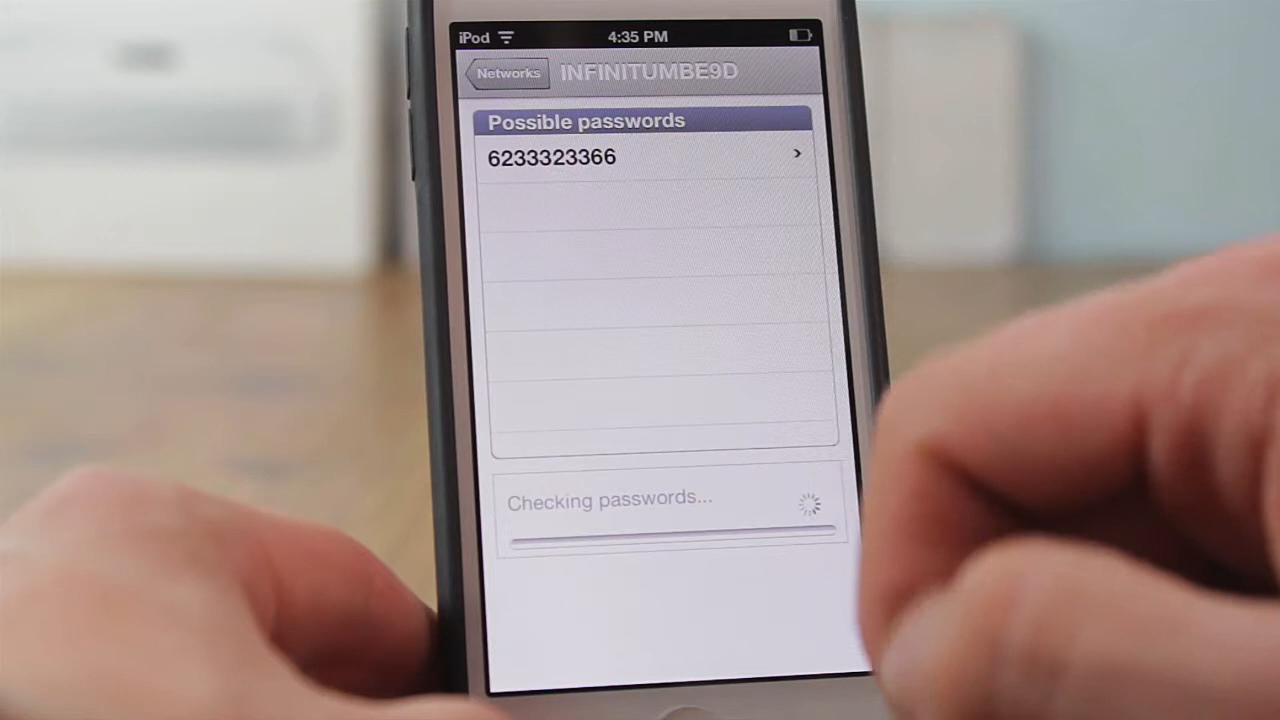 iPod 4:35 PM
Networks INFINITUMBE9D
Possible passwords
6233323366
Checking passwords...